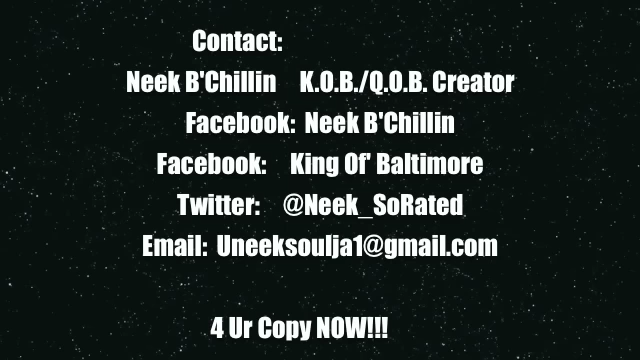 Contact:
Neek B'Chillin K.O.B./Q.O.B. Creator
Facebook: Neek B'Chillin
Facebook: King Of' Baltimore
Twitter: @Neek_SoRated
Email: Uneeksoulja1@gmail.com
4 Ur Copy NOW!!!